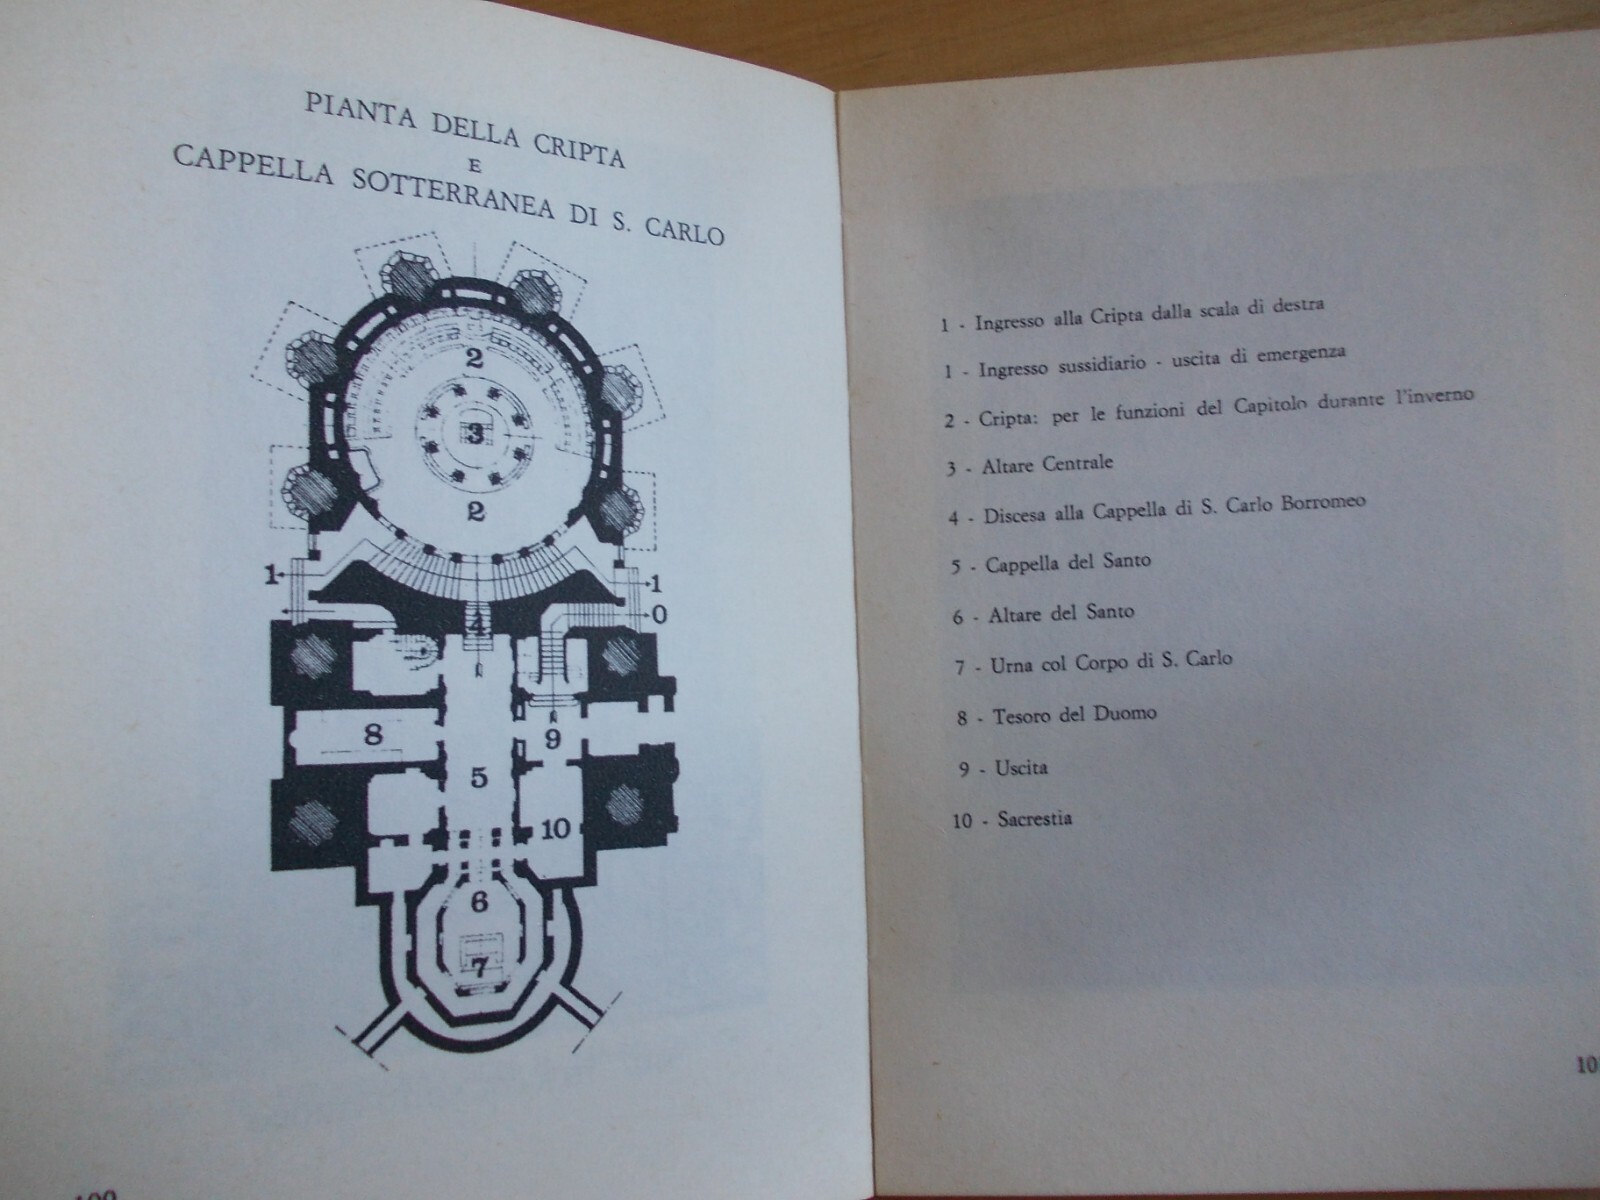 PIANTA DELLA CRIPTA
E
CAPPELLA SOTTERRANEA DI S. CARLO
2
3
2
1
1
4
0
8
9
5
10
6
7
1 - Ingresso alla Cripta dalla scala di destra
1 - Ingresso sussidiario - uscita di emergenza
2 - Cripta: per le funzioni del Capitolo durante l'inverno
3 - Altare Centrale
4 - Discesa alla Cappella di S. Carlo Borromeo
5 - Cappella del Santo
6 - Altare del Santo
7 - Urna col Corpo di S. Carlo
8 - Tesoro del Duomo
9 - Uscita
10 - Sacrestia